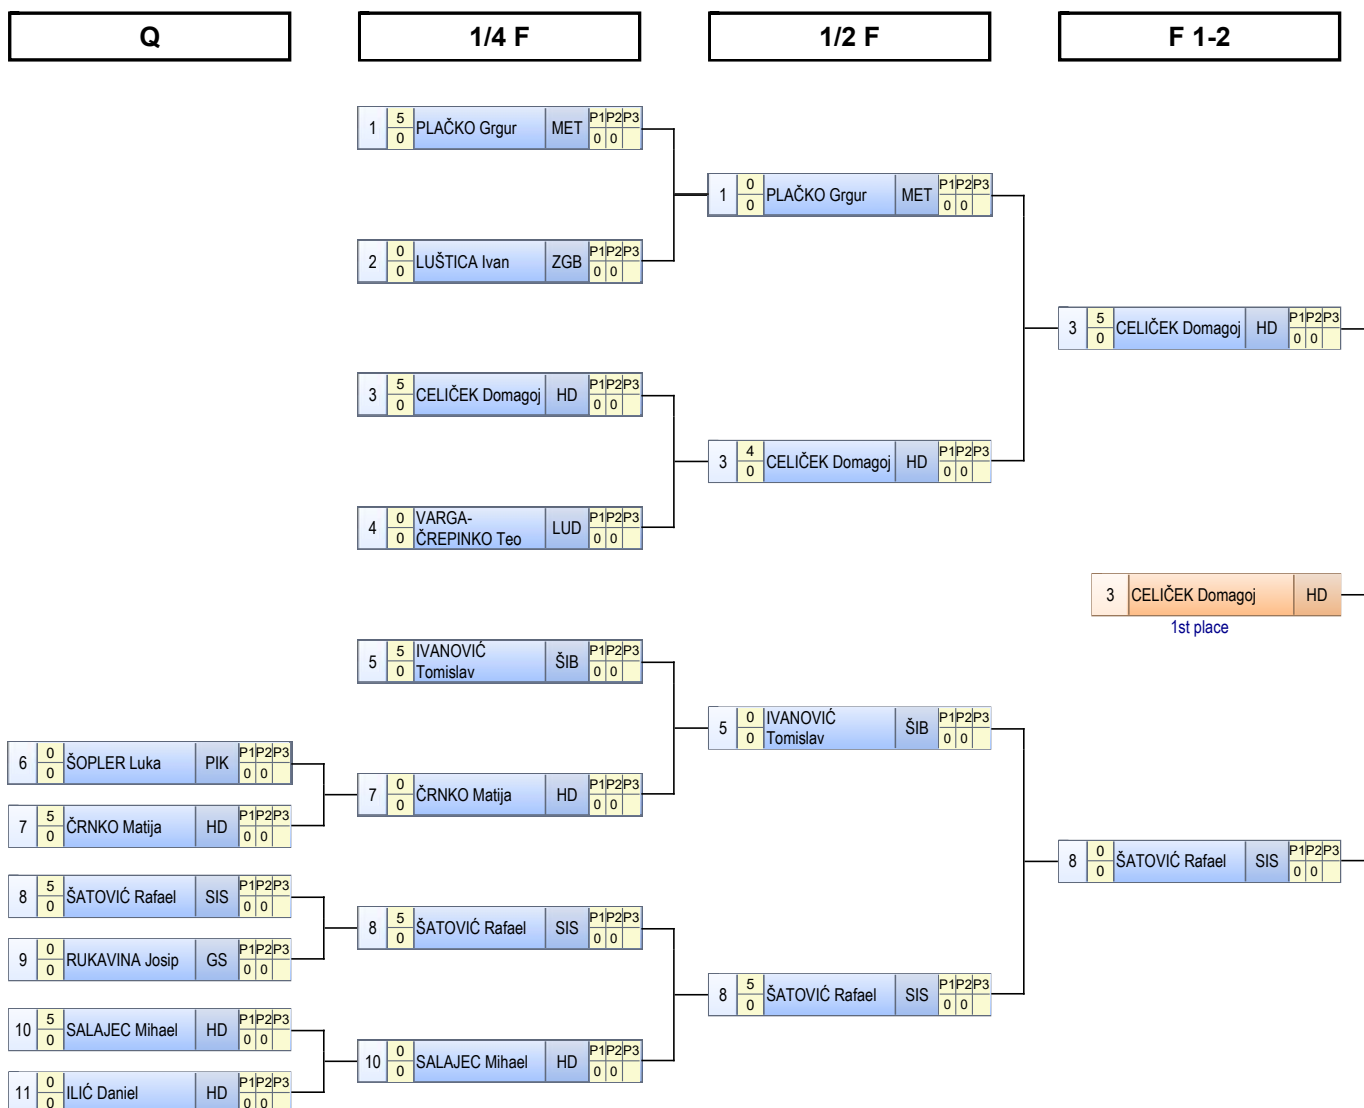 Q 1/4 F 1/2 F F 1-2
1 5 0 PLAČKO Grgur MET P1 P2 P3 0 0
1 0 0 PLAČKO Grgur MET P1 P2 P3 0 0
2 0 0 LUŠTICA Ivan ZGB P1 P2 P3 0 0
3 5 0 CELIČEK Domagoj HD P1 P2 P3 0 0
3 5 0 CELIČEK Domagoj HD P1 P2 P3 0 0
3 4 0 CELIČEK Domagoj HD P1 P2 P3 0 0
4 0 0 VARGA-
ČREPINKO Teo LUD P1 P2 P3 0 0
3 CELIČEK Domagoj HD
1st place
5 5 0 IVANOVIĆ
Tomislav ŠIB P1 P2 P3 0 0
5 0 0 IVANOVIĆ
Tomislav ŠIB P1 P2 P3 0 0
6 0 0 ŠOPLER Luka PIK P1 P2 P3 0 0
7 0 0 ČRNKO Matija HD P1 P2 P3 0 0
7 5 0 ČRNKO Matija HD P1 P2 P3 0 0
8 0 0 ŠATOVIĆ Rafael SIS P1 P2 P3 0 0
8 5 0 ŠATOVIĆ Rafael SIS P1 P2 P3 0 0
8 5 0 ŠATOVIĆ Rafael SIS P1 P2 P3 0 0
9 0 0 RUKAVINA Josip GS P1 P2 P3 0 0
8 5 0 ŠATOVIĆ Rafael SIS P1 P2 P3 0 0
10 5 0 SALAJEC Mihael HD P1 P2 P3 0 0
10 0 0 SALAJEC Mihael HD P1 P2 P3 0 0
11 0 0 ILIĆ Daniel HD P1 P2 P3 0 0